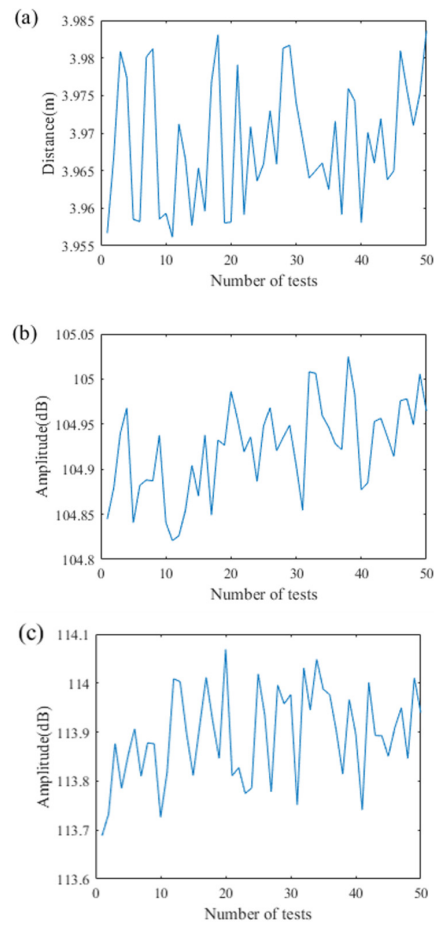 (a)
3.985
3.98
3.975
3.97
3.965
3.96
3.955
Distance(m)
0 10 20 30 40 50
Number of tests
(b)
105.05
105
104.95
104.9
104.85
104.8
Amplitude(dB)
0 10 20 30 40 50
Number of tests
(c)
114.1
114
113.9
113.8
113.7
113.6
Amplitude(dB)
0 10 20 30 40 50
Number of tests